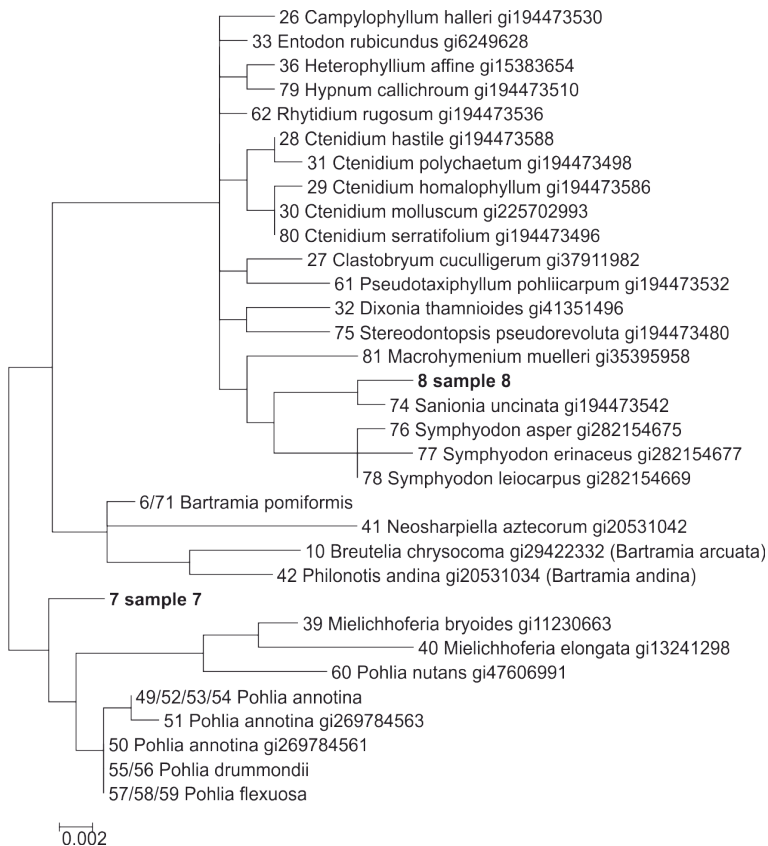 26 Campylophyllum halleri gi194473530
33 Entodon rubicundus gi6249628
36 Heterophyllium affine gi15383654
79 Hypnum callichroum gi194473510
62 Rhytidium rugosum gi194473536
28 Ctenidium hastile gi194473588
31 Ctenidium polychaetum gi194473498
29 Ctenidium homalophyllum gi194473586
30 Ctenidium molluscum gi225702993
80 Ctenidium serratifolium gi194473496
27 Clastobryum cuculligerum gi37911982
61 Pseudotaxiphyllum pohliicarpum gi194473532
32 Dixonia thamnioides gi41351496
75 Stereodontopsis pseudorevoluta gi194473480
81 Macrohymenium muelleri gi35395958
8 sample 8
74 Sanionia uncinata gi194473542
76 Symphyodon asper gi282154675
77 Symphyodon erinaceus gi282154677
78 Symphyodon leiocarpus gi282154669
6/71 Bartramia pomiformis
41 Neosharpiella aztecorum gi20531042
10 Breutelia chrysocoma gi29422332 (Bartramia arcuata)
42 Philonotis andina gi20531034 (Bartramia andina)
7 sample 7
39 Mielichhoferia bryoides gi11230663
40 Mielichhoferia elongata gi13241298
60 Pohlia nutans gi47606991
49/52/53/54 Pohlia annotina
51 Pohlia annotina gi269784563
50 Pohlia annotina gi269784561
55/56 Pohlia drummondii
57/58/59 Pohlia flexuosa
0.002